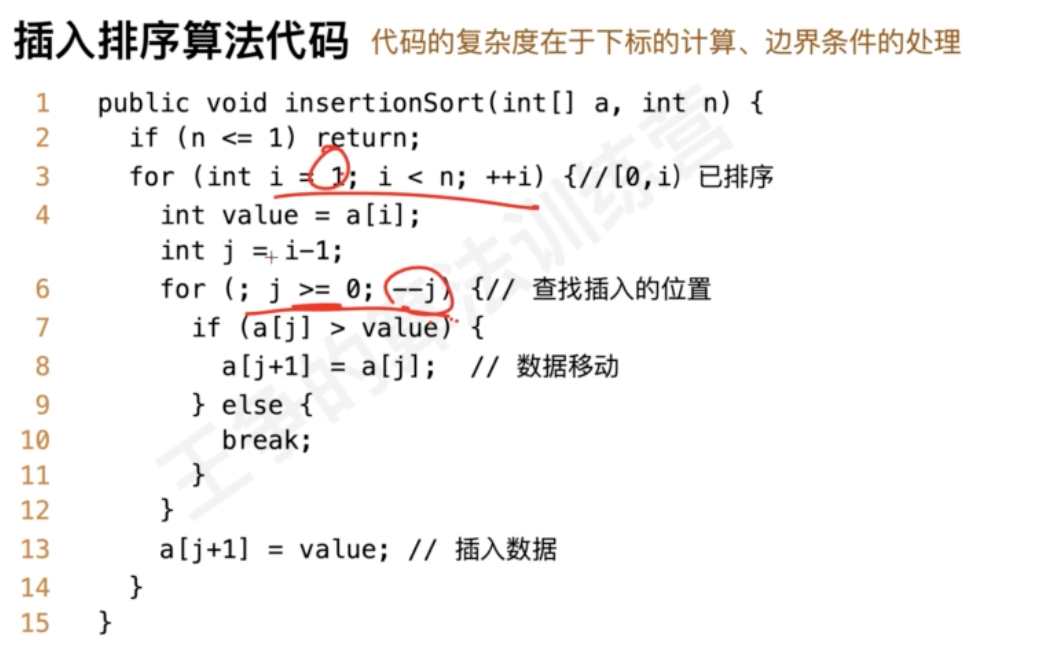 插入排序算法代码 代码的复杂度在于下标的计算、边界条件的处理
1 public void insertionSort(int[] a, int n) {
2 if (n <= 1) return;
3 for (int i = 1; i < n; ++i) {//[0,i) 已排序
4 int value = a[i];
int j = i-1;
6 for (; j >= 0; --j) {// 查找插入的位置
7 if (a[j] > value) {
8 a[j+1] = a[j]; // 数据移动
9 } else {
10 break;
11 }
12 }
13 a[j+1] = value; // 插入数据
14 }
15 }
王争的算法训练营